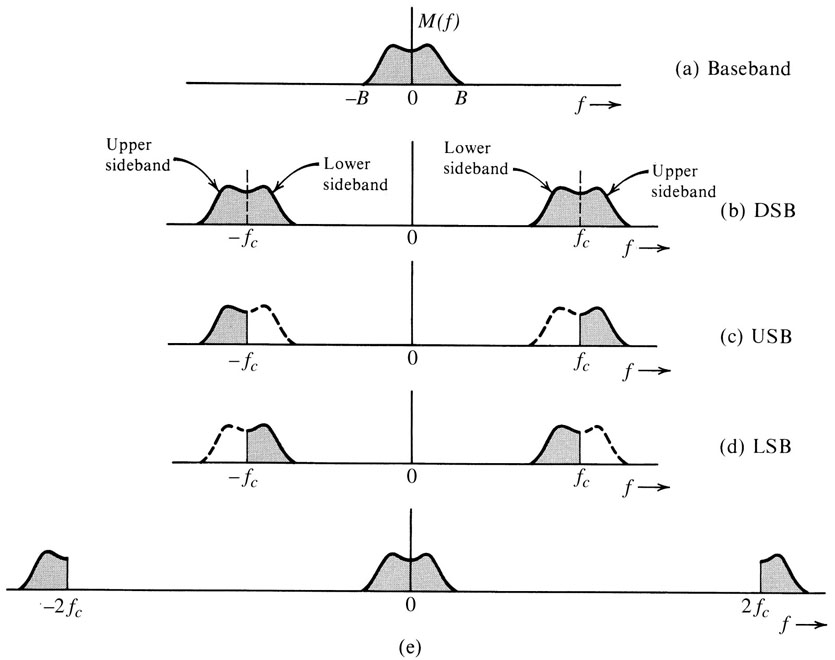 M(f)
(a) Baseband
−B 0 B f
Upper sideband
Lower sideband
Lower sideband
Upper sideband
(b) DSB
−fc 0 fc f
(c) USB
−fc 0 fc f
(d) LSB
−fc 0 fc f
−2fc 0 2fc f
(e)